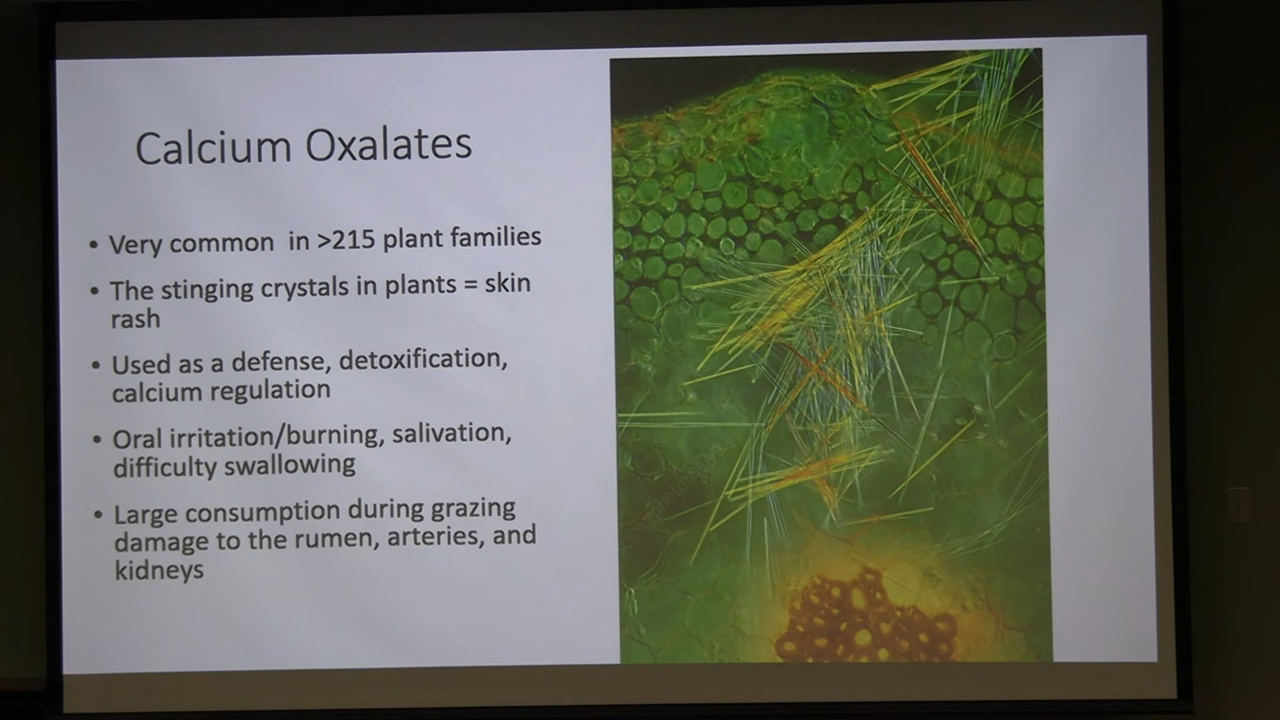 Calcium Oxalates
• Very common in >215 plant families
• The stinging crystals in plants = skin
rash
• Used as a defense, detoxification,
calcium regulation
• Oral irritation/burning, salivation,
difficulty swallowing
• Large consumption during grazing
damage to the rumen, arteries, and
kidneys